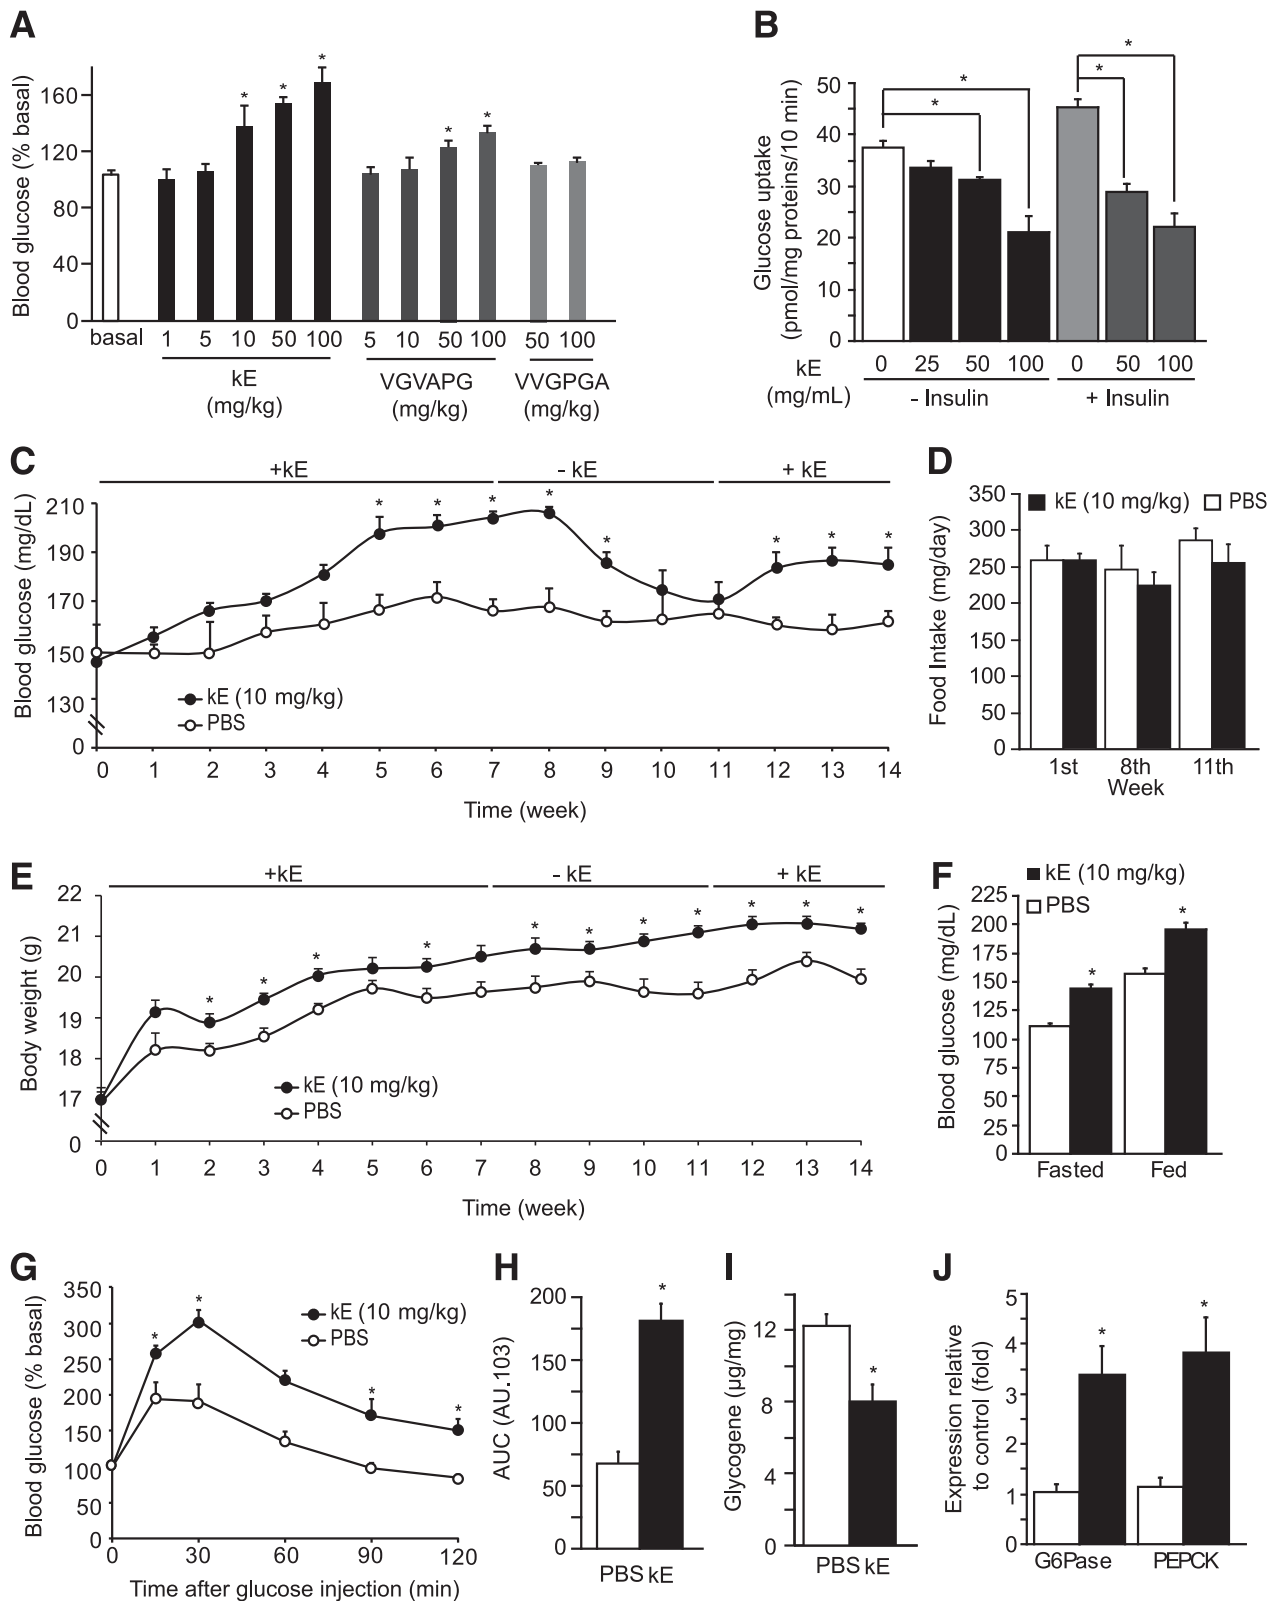 A
Blood glucose (% basal)
160
120
80
40
0
* * * * *
basal 1 5 10 50 100 5 10 50 100 50 100
kE VGVAPG VVGPGA
(mg/kg) (mg/kg) (mg/kg)
B
Glucose uptake
(pmol/mg proteins/10 min)
50
40
30
20
10
0
* * * *
kE 0 25 50 100 0 50 100
(mg/mL) - Insulin + Insulin
C
+kE - kE + kE
Blood glucose (mg/dL)
210
190
170
150
130
0
* * * * * * * *
kE (10 mg/kg)
PBS
0 1 2 3 4 5 6 7 8 9 10 11 12 13 14
Time (week)
D
Food Intake (mg/day)
350
300
250
200
150
100
50
0
kE (10 mg/kg) PBS
1st 8th 11th
Week
E
+kE - kE + kE
Body weight (g)
22
21
20
19
18
17
0
* * * * * * * * * * *
kE (10 mg/kg)
PBS
0 1 2 3 4 5 6 7 8 9 10 11 12 13 14
Time (week)
F
kE (10 mg/kg)
PBS
Blood glucose (mg/dL)
225
200
175
150
125
100
75
50
25
0
* *
Fasted Fed
G
Blood glucose (% basal)
350
300
250
200
150
100
50
0
* * * *
kE (10 mg/kg)
PBS
0 30 60 90 120
Time after glucose injection (min)
H
AUC (AU.103)
200
150
100
50
0
*
PBS kE
I
Glycogene (µg/mg)
12
8
4
0
*
PBS kE
J
Expression relative
to control (fold)
5
4
3
2
1
0
* *
G6Pase PEPCK